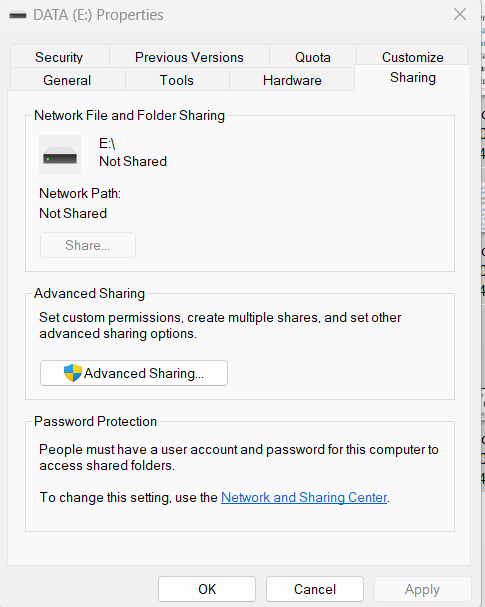 DATA (E:) Properties
Security
Previous Versions
Quota
Customize
General
Tools
Hardware
Sharing
Network File and Folder Sharing
E:\
Not Shared
Network Path:
Not Shared
Share...
Advanced Sharing
Set custom permissions, create multiple shares, and set other
advanced sharing options.
Advanced Sharing...
Password Protection
People must have a user account and password for this computer to
access shared folders.
To change this setting, use the Network and Sharing Center.
OK
Cancel
Apply